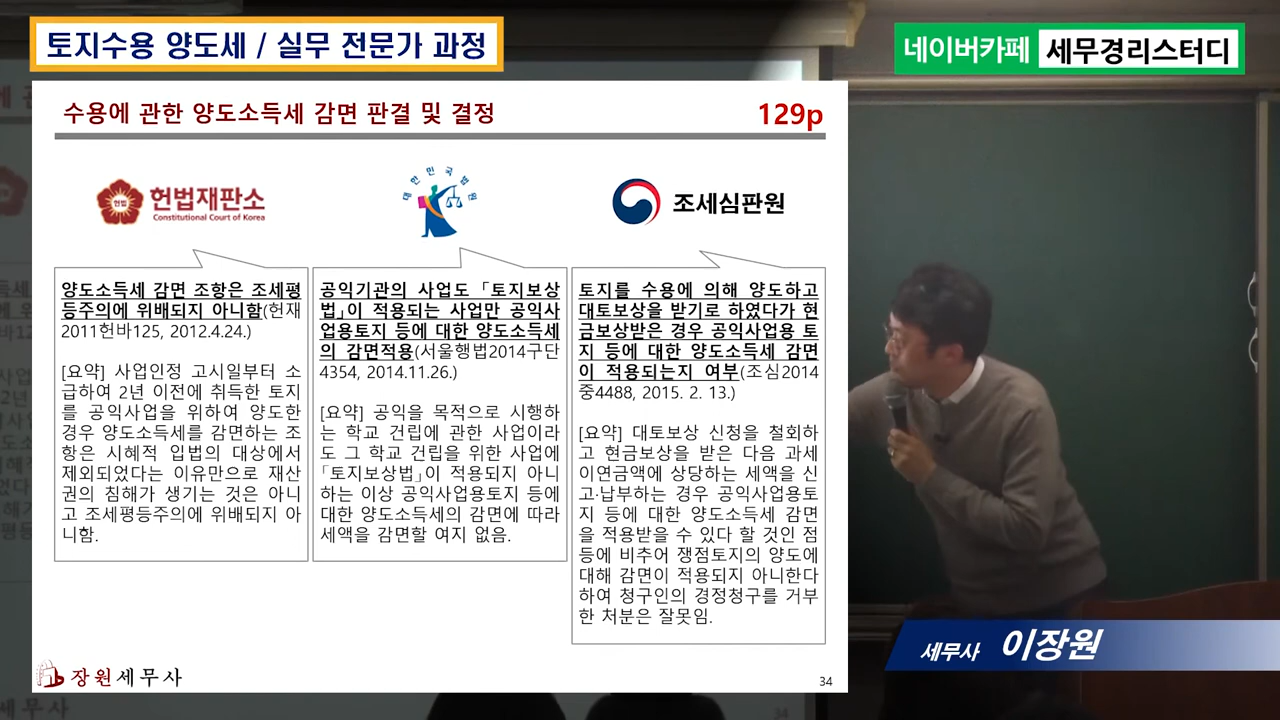 토지수용 양도세 / 실무 전문가 과정
네이버카페 세무경리스터디
수용에 관한 양도소득세 감면 판결 및 결정
129p
헌법
헌법재판소
Constitutional Court of Korea
대한민국법원
조세심판원
양도소득세 감면 조항은 조세평
등주의에 위배되지 아니함(헌재
2011헌바125, 2012.4.24.)
[요약] 사업인정 고시일부터 소
급하여 2년 이전에 취득한 토지
를 공익사업을 위하여 양도한
경우 양도소득세를 감면하는 조
항은 시혜적 입법의 대상에서
제외되었다는 이유만으로 재산
권의 침해가 생기는 것은 아니
고 조세평등주의에 위배되지 아
니함.
공익기관의 사업도 「토지보상
법」이 적용되는 사업만 공익사
업용토지 등에 대한 양도소득세
의 감면적용(서울행법2014구단
4354, 2014.11.26.)
[요약] 공익을 목적으로 시행하
는 학교 건립에 관한 사업이라
도 그 학교 건립을 위한 사업에
「토지보상법」이 적용되지 아니
하는 이상 공익사업용토지 등에
대한 양도소득세의 감면에 따라
세액을 감면할 여지 없음.
토지를 수용에 의해 양도하고
대토보상을 받기로 하였다가 현
금보상받은 경우 공익사업용 토
지 등에 대한 양도소득세 감면
이 적용되는지 여부(조심2014
중4488, 2015. 2. 13.)
[요약] 대토보상 신청을 철회하
고 현금보상을 받은 다음 과세
이연금액에 상당하는 세액을 신
고·납부하는 경우 공익사업용토
지 등에 대한 양도소득세 감면
을 적용받을 수 있다 할 것인 점
등에 비추어 쟁점토지의 양도에
대해 감면이 적용되지 아니한다
하여 청구인의 경정청구를 거부
한 처분은 잘못임.
장원세무사
34
세무사 이장원
세무사
34